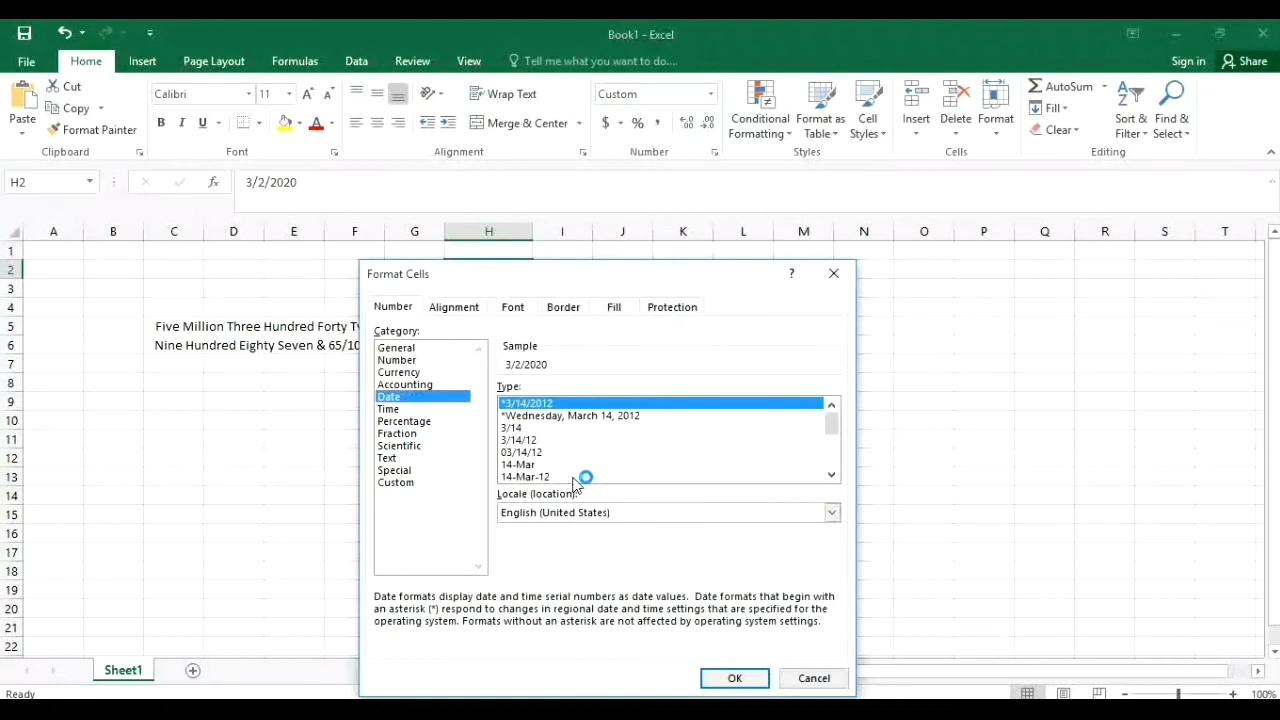 Book1 - Excel
File Home Insert Page Layout Formulas Data Review View Tell me what you want to do.... Sign in Share
Paste
Cut
Copy
Format Painter
Calibri 11
B I U
Wrap Text
Merge & Center
Custom
$ % ,
Conditional Formatting
Format as Table
Cell Styles
Insert
Delete
Format
AutoSum
Fill
Clear
Sort & Filter
Find & Select
Clipboard Font Alignment Number Styles Cells Editing
H2 fx 3/2/2020
A B C D E F G H I J K L M N O P Q R S T
1
2
3
4
5 Five Million Three Hundred Forty
6 Nine Hundred Eighty Seven & 65/10
7
8
9
10
11
12
13
14
15
16
17
18
19
20
21
22
Format Cells ?
Number Alignment Font Border Fill Protection
Category:
General
Number
Currency
Accounting
Date
Time
Percentage
Fraction
Scientific
Text
Special
Custom
Sample
3/2/2020
Type:
*3/14/2012
*Wednesday, March 14, 2012
3/14
3/14/12
03/14/12
14-Mar
14-Mar-12
Locale (location):
English (United States)
Date formats display date and time serial numbers as date values. Date formats that begin with
an asterisk (*) respond to changes in regional date and time settings that are specified for the
operating system. Formats without an asterisk are not affected by operating system settings.
OK Cancel
Sheet1
Ready 100%